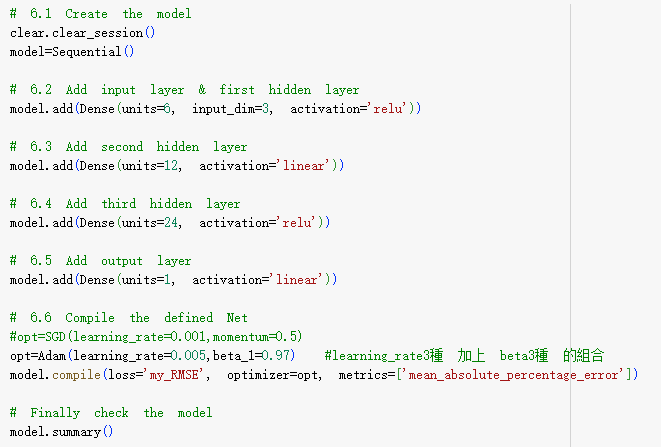 # 6.1 Create the model
clear.clear_session()
model=Sequential()
# 6.2 Add input layer & first hidden layer
model.add(Dense(units=6, input_dim=3, activation='relu'))
# 6.3 Add second hidden layer
model.add(Dense(units=12, activation='linear'))
# 6.4 Add third hidden layer
model.add(Dense(units=24, activation='relu'))
# 6.5 Add output layer
model.add(Dense(units=1, activation='linear'))
# 6.6 Compile the defined Net
#opt=SGD(learning_rate=0.001,momentum=0.5)
opt=Adam(learning_rate=0.005,beta_1=0.97) #learning_rate3種 加上 beta3種 的組合
model.compile(loss='my_RMSE', optimizer=opt, metrics=['mean_absolute_percentage_error'])
# Finally check the model
model.summary()